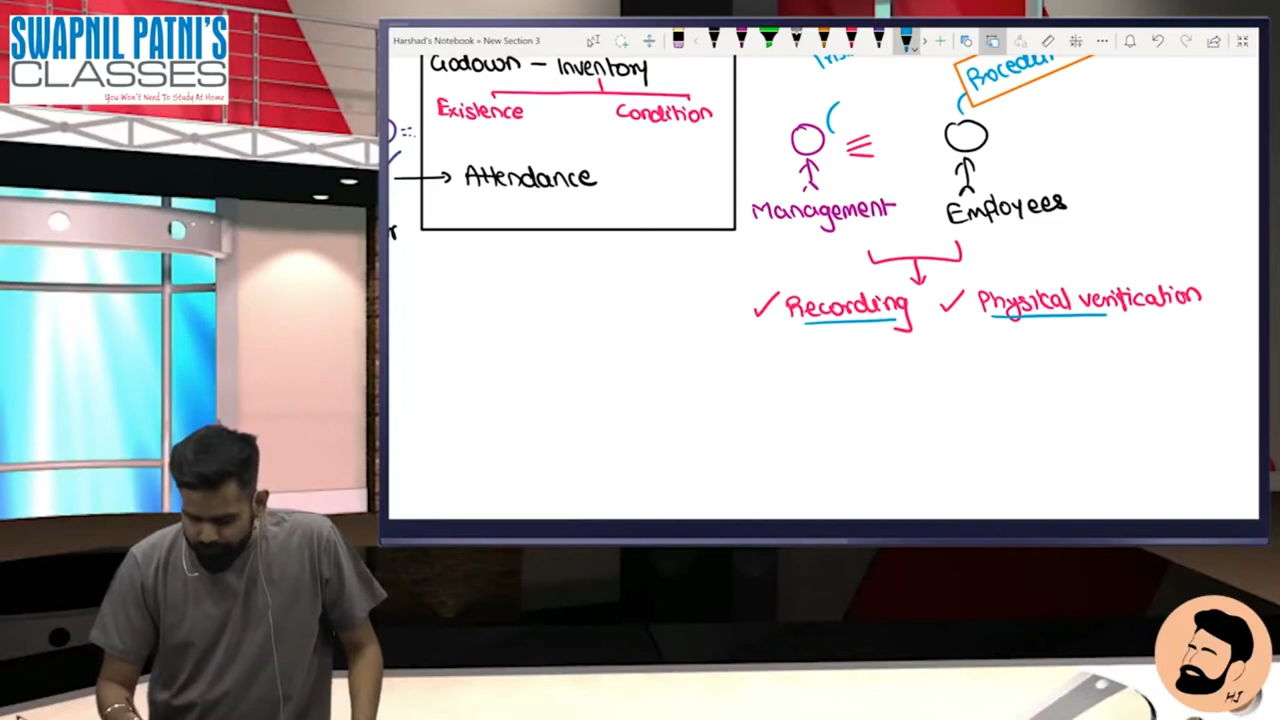 SWAPNIL PATNI'S
CLASSES
You Won't Need To Study At Home
Harshad's Notebook » New Section 3
Godown – Inventory
Existence Condition
Attendance
Management
Employees
✓ Recording ✓ Physical verification
HJ